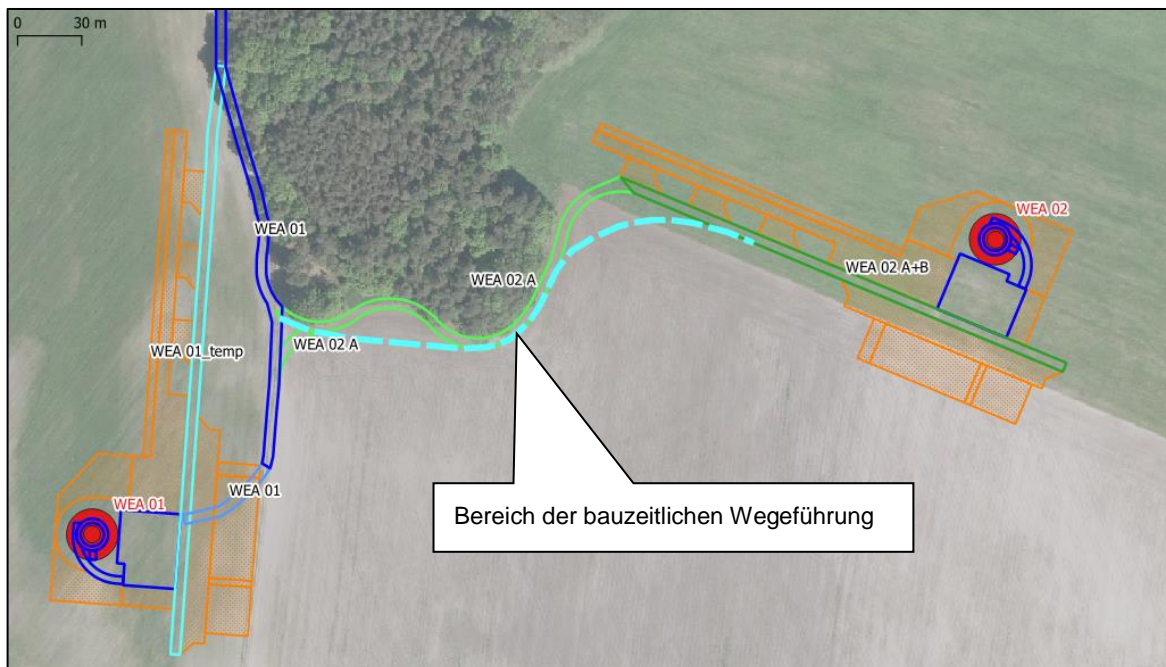 0 30 m
WEA 02
WEA 01
WEA 02 A+B
WEA 02 A
WEA 02 A
WEA 01_temp
WEA 01
WEA 01
Bereich der bauzeitlichen Wegeführung